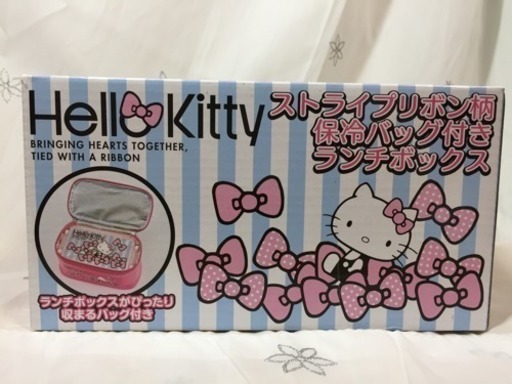 Hello Kitty
BRINGING HEARTS TOGETHER,
TIED WITH A RIBBON
ストライプリボン柄
保冷バッグ付き
ランチボックス
Hello Kitty
ランチボックスがぴったり
収まるバッグ付き